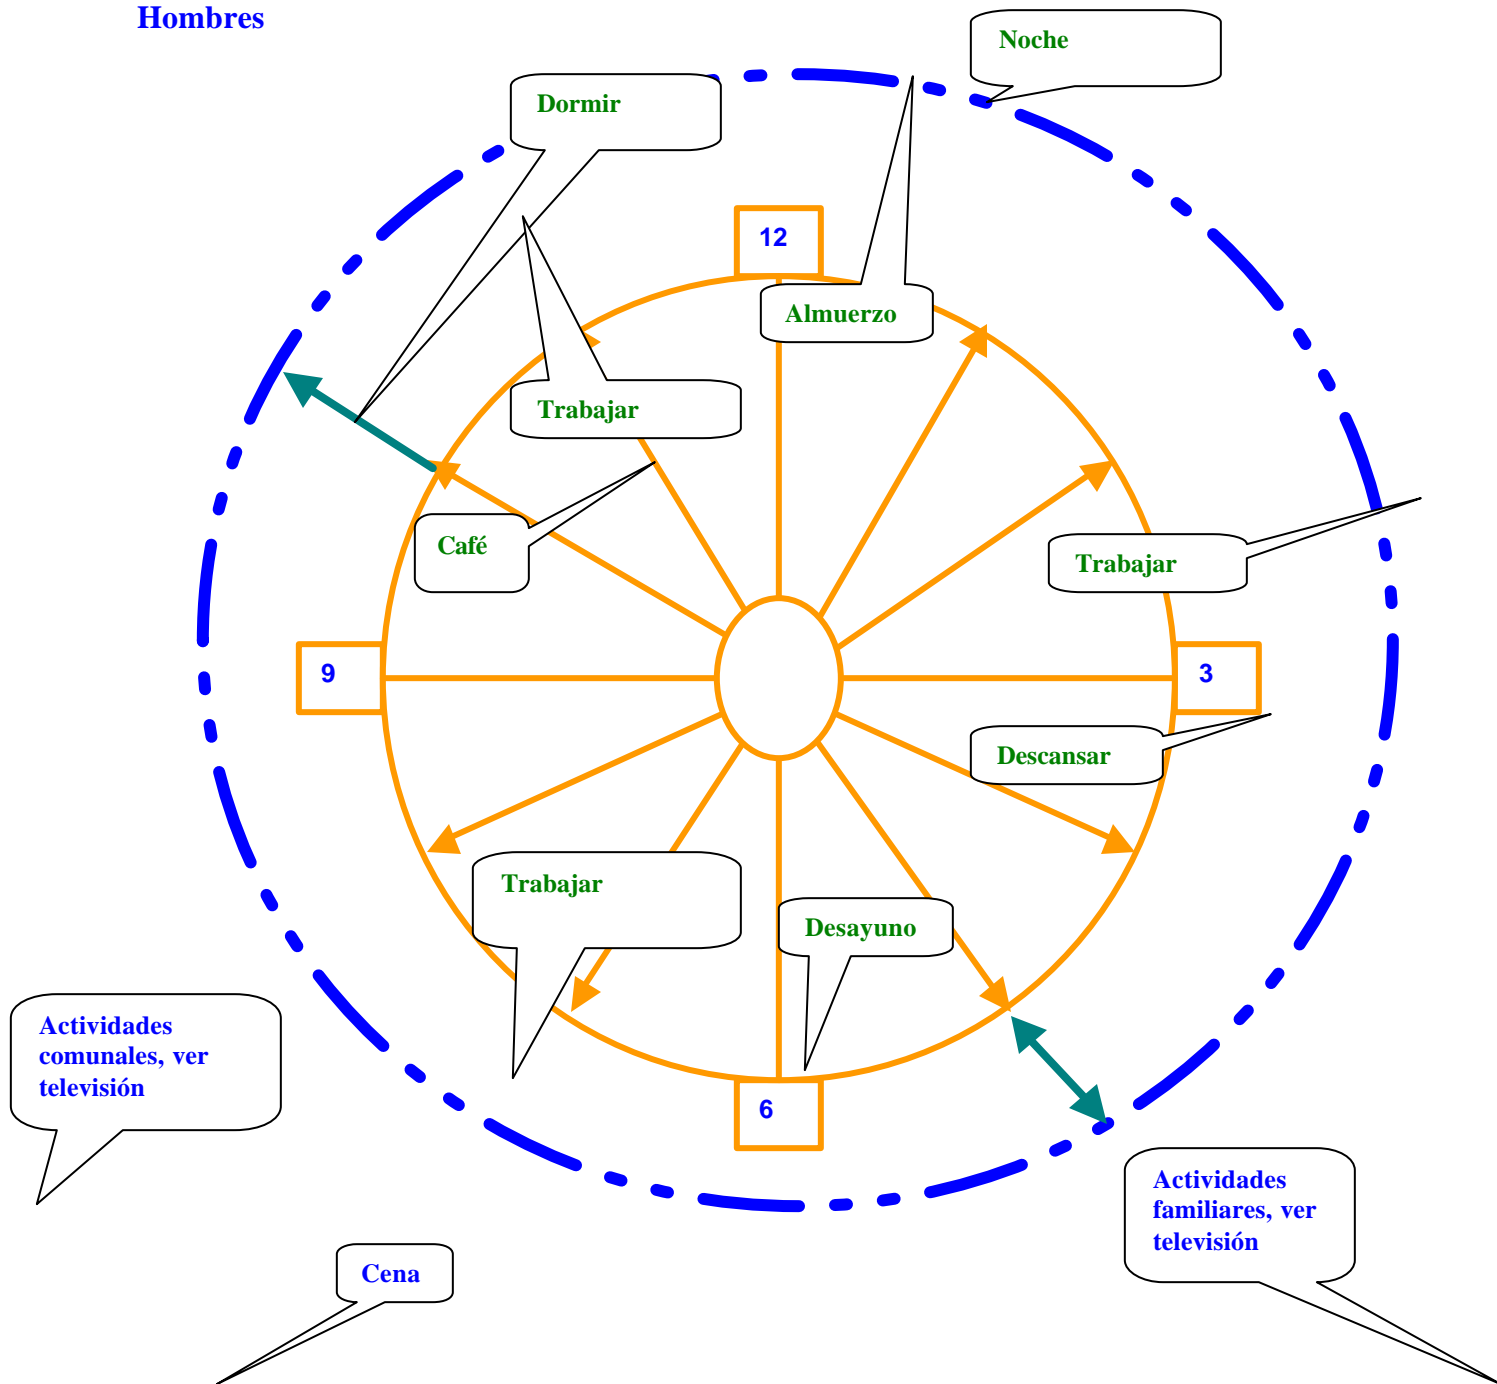 Hombres
Noche
Dormir
12
Almuerzo
Trabajar
Café
Trabajar
9
3
Descansar
Trabajar
Desayuno
Actividades
comunales, ver
televisión
6
Actividades
familiares, ver
televisión
Cena